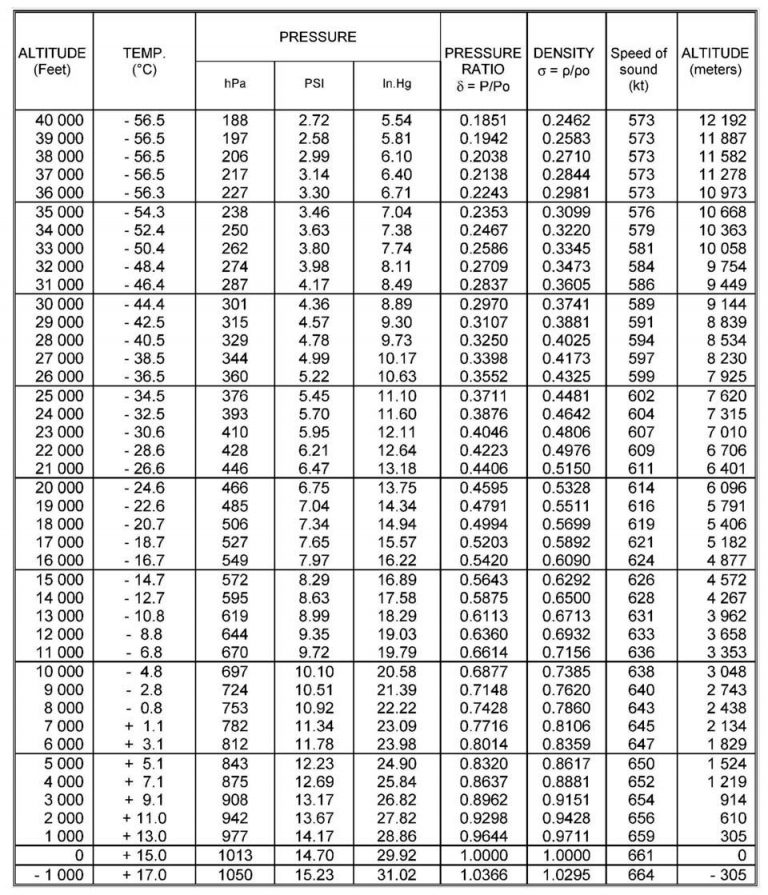 PRESSURE
ALTITUDE TEMP. PRESSURE DENSITY Speed of ALTITUDE
(Feet) (°C) RATIO σ = ρ/ρo sound (meters)
hPa PSI In.Hg δ = P/Po (kt)
40 000 - 56.5 188 2.72 5.54 0.1851 0.2462 573 12 192
39 000 - 56.5 197 2.58 5.81 0.1942 0.2583 573 11 887
38 000 - 56.5 206 2.99 6.10 0.2038 0.2710 573 11 582
37 000 - 56.5 217 3.14 6.40 0.2138 0.2844 573 11 278
36 000 - 56.3 227 3.30 6.71 0.2243 0.2981 573 10 973
35 000 - 54.3 238 3.46 7.04 0.2353 0.3099 576 10 668
34 000 - 52.4 250 3.63 7.38 0.2467 0.3220 579 10 363
33 000 - 50.4 262 3.80 7.74 0.2586 0.3345 581 10 058
32 000 - 48.4 274 3.98 8.11 0.2709 0.3473 584 9 754
31 000 - 46.4 287 4.17 8.49 0.2837 0.3605 586 9 449
30 000 - 44.4 301 4.36 8.89 0.2970 0.3741 589 9 144
29 000 - 42.5 315 4.57 9.30 0.3107 0.3881 591 8 839
28 000 - 40.5 329 4.78 9.73 0.3250 0.4025 594 8 534
27 000 - 38.5 344 4.99 10.17 0.3398 0.4173 597 8 230
26 000 - 36.5 360 5.22 10.63 0.3552 0.4325 599 7 925
25 000 - 34.5 376 5.45 11.10 0.3711 0.4481 602 7 620
24 000 - 32.5 393 5.70 11.60 0.3876 0.4642 604 7 315
23 000 - 30.6 410 5.95 12.11 0.4046 0.4806 607 7 010
22 000 - 28.6 428 6.21 12.64 0.4223 0.4976 609 6 706
21 000 - 26.6 446 6.47 13.18 0.4406 0.5150 611 6 401
20 000 - 24.6 466 6.75 13.75 0.4595 0.5328 614 6 096
19 000 - 22.6 485 7.04 14.34 0.4791 0.5511 616 5 791
18 000 - 20.7 506 7.34 14.94 0.4994 0.5699 619 5 406
17 000 - 18.7 527 7.65 15.57 0.5203 0.5892 621 5 182
16 000 - 16.7 549 7.97 16.22 0.5420 0.6090 624 4 877
15 000 - 14.7 572 8.29 16.89 0.5643 0.6292 626 4 572
14 000 - 12.7 595 8.63 17.58 0.5875 0.6500 628 4 267
13 000 - 10.8 619 8.99 18.29 0.6113 0.6713 631 3 962
12 000 - 8.8 644 9.35 19.03 0.6360 0.6932 633 3 658
11 000 - 6.8 670 9.72 19.79 0.6614 0.7156 636 3 353
10 000 - 4.8 697 10.10 20.58 0.6877 0.7385 638 3 048
9 000 - 2.8 724 10.51 21.39 0.7148 0.7620 640 2 743
8 000 - 0.8 753 10.92 22.22 0.7428 0.7860 643 2 438
7 000 + 1.1 782 11.34 23.09 0.7716 0.8106 645 2 134
6 000 + 3.1 812 11.78 23.98 0.8014 0.8359 647 1 829
5 000 + 5.1 843 12.23 24.90 0.8320 0.8617 650 1 524
4 000 + 7.1 875 12.69 25.84 0.8637 0.8881 652 1 219
3 000 + 9.1 908 13.17 26.82 0.8962 0.9151 654 914
2 000 + 11.0 942 13.67 27.82 0.9298 0.9428 656 610
1 000 + 13.0 977 14.17 28.86 0.9644 0.9711 659 305
0 + 15.0 1013 14.70 29.92 1.0000 1.0000 661 0
- 1 000 + 17.0 1050 15.23 31.02 1.0366 1.0295 664 - 305